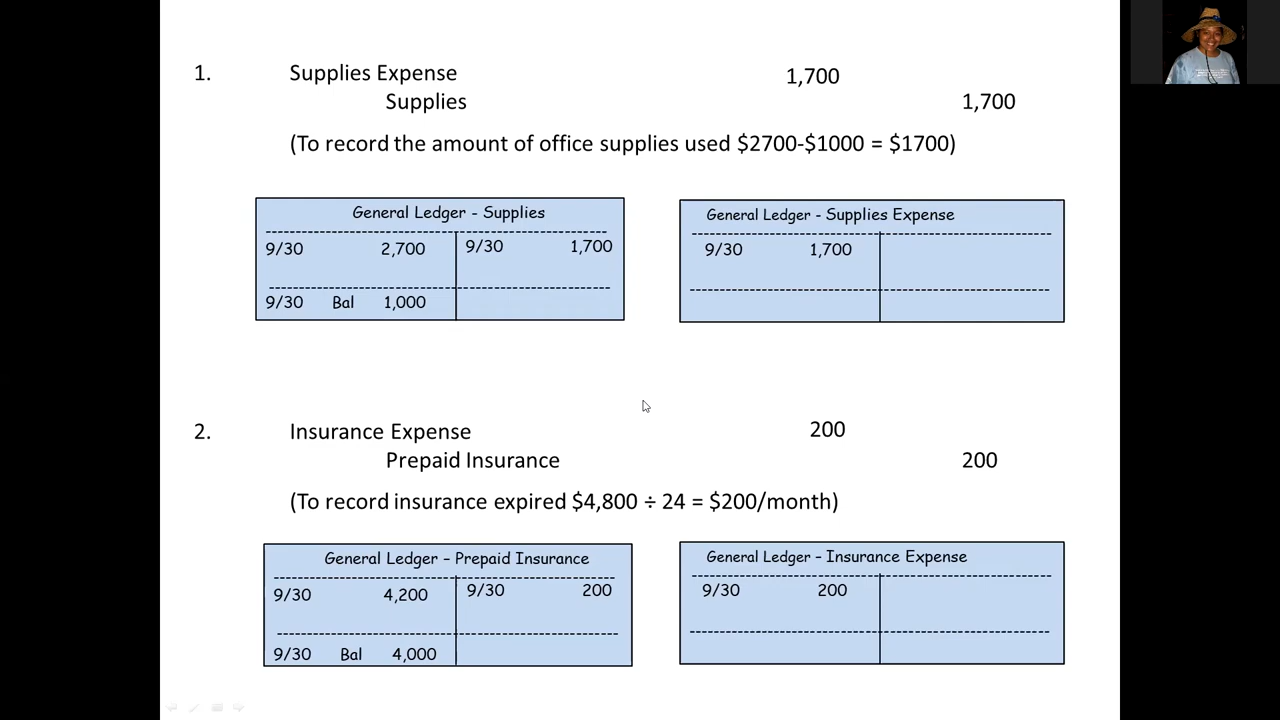 1. Supplies Expense 1,700
Supplies 1,700
(To record the amount of office supplies used $2700-$1000 = $1700)
General Ledger - Supplies
9/30 2,700 9/30 1,700
9/30 Bal 1,000
General Ledger - Supplies Expense
9/30 1,700
2. Insurance Expense 200
Prepaid Insurance 200
(To record insurance expired $4,800 ÷ 24 = $200/month)
General Ledger – Prepaid Insurance
9/30 4,200 9/30 200
9/30 Bal 4,000
General Ledger – Insurance Expense
9/30 200